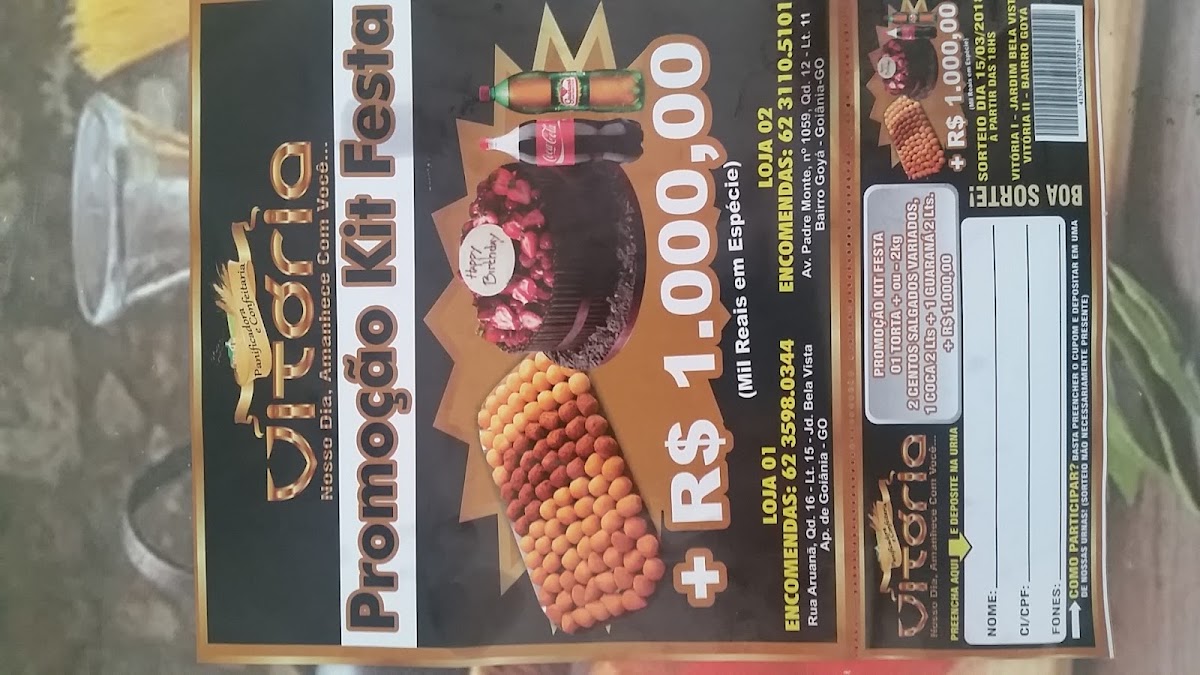 Panificadora
e Confeitaria
Vitória
Nosso Dia, Amanhece Com Você...
Promoção Kit Festa
Happy
Birthday
Coca-Cola
+ R$ 1.000,00
(Mil Reais em Espécie)
LOJA 01
ENCOMENDAS: 62 3598.0344
Rua Aruanã, Qd. 16 - Lt. 15 - Jd. Bela Vista
Ap. de Goiânia - GO
LOJA 02
ENCOMENDAS: 62 3110.5101
Av. Padre Monte, nº 1059, Qd. 12 - Lt. 11
Bairro Goyá - Goiânia-GO
Vitória
Nosso Dia, Amanhece Com Você...
PREENCHA AQUI E DEPOSITE NA URNA
NOME:
CI/CPF:
FONES:
COMO PARTICIPAR? BASTA PREENCHER O CUPOM E DEPOSITAR EM UMA
DE NOSSAS URNAS! (SORTEIO NÃO NECESSARIAMENTE PRESENTE)
PROMOÇÃO KIT FESTA
01 TORTA + ou - 2kg
2 CENTOS SALGADOS VARIADOS,
1 COCA 2 Lts + 1 GUARANÁ 2 Lts.
+ R$ 1.000,00
BOA SORTE!
+ R$ 1.000,00
(Mil Reais em Espécie)
SORTEIO DIA 15/03/2018
A PARTIR DAS 18HS
VITÓRIA I - JARDIM BELA VISTA
VITÓRIA II - BAIRRO GOYÁ